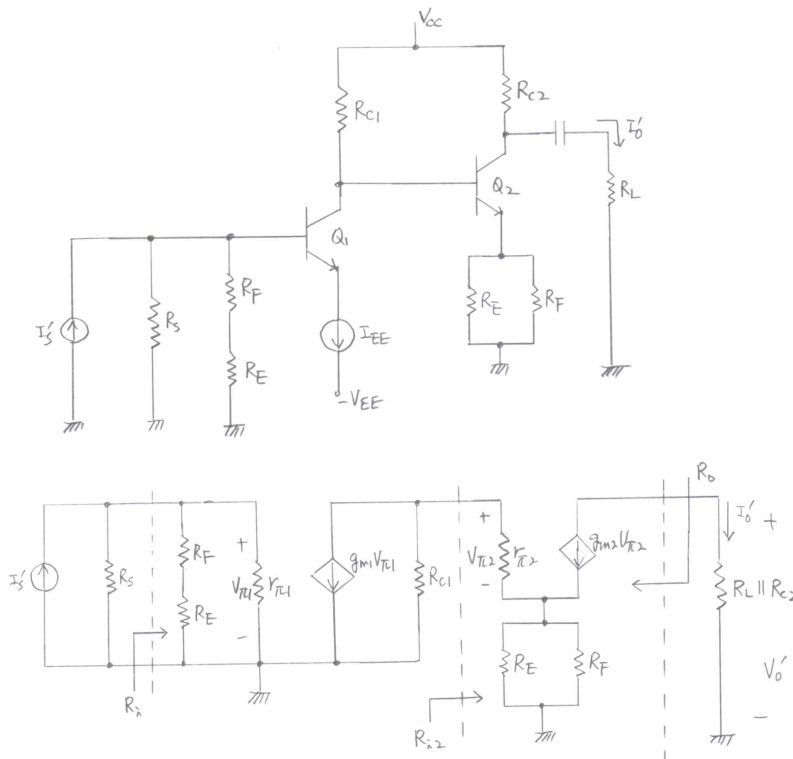 Vcc
RC1
RC2
I'o
Q2
RL
Q1
RF
RE
RF
I's
Rs
IEE
RE
-VEE
Ro
I's
Rs
RF
RE
+
Vπ1
rπ1
-
gm1Vπ1
RC1
+
Vπ2
rπ2
-
gm2Vπ2
I'o
+
RL || RC2
Ri
RE
RF
V'o
-
Ri2